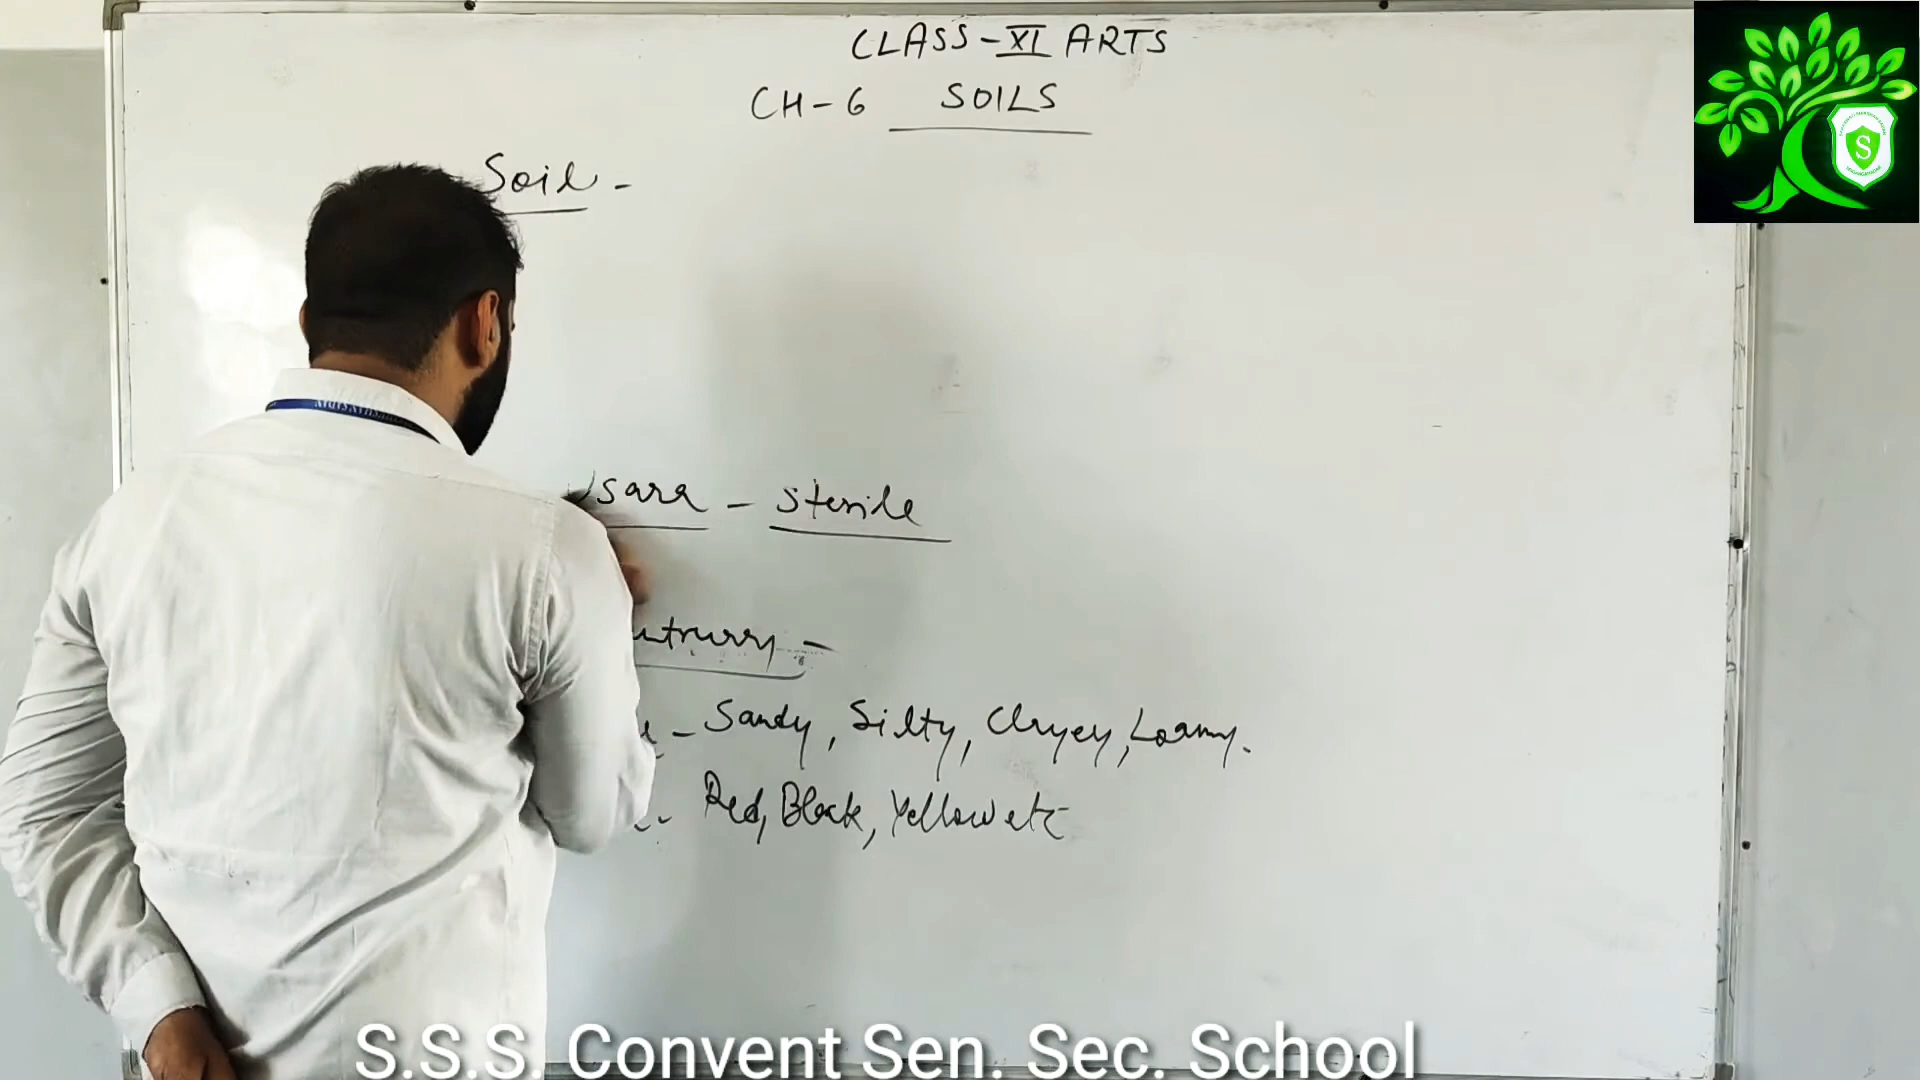 CLASS-XI ARTS
CH-6 SOILS
Soil -
Usara - Sterile
- Sandy, Silty, Clayey, Loamy.
- Red, Black, Yellow etc
S
S.S.S. Convent Sen. Sec. School